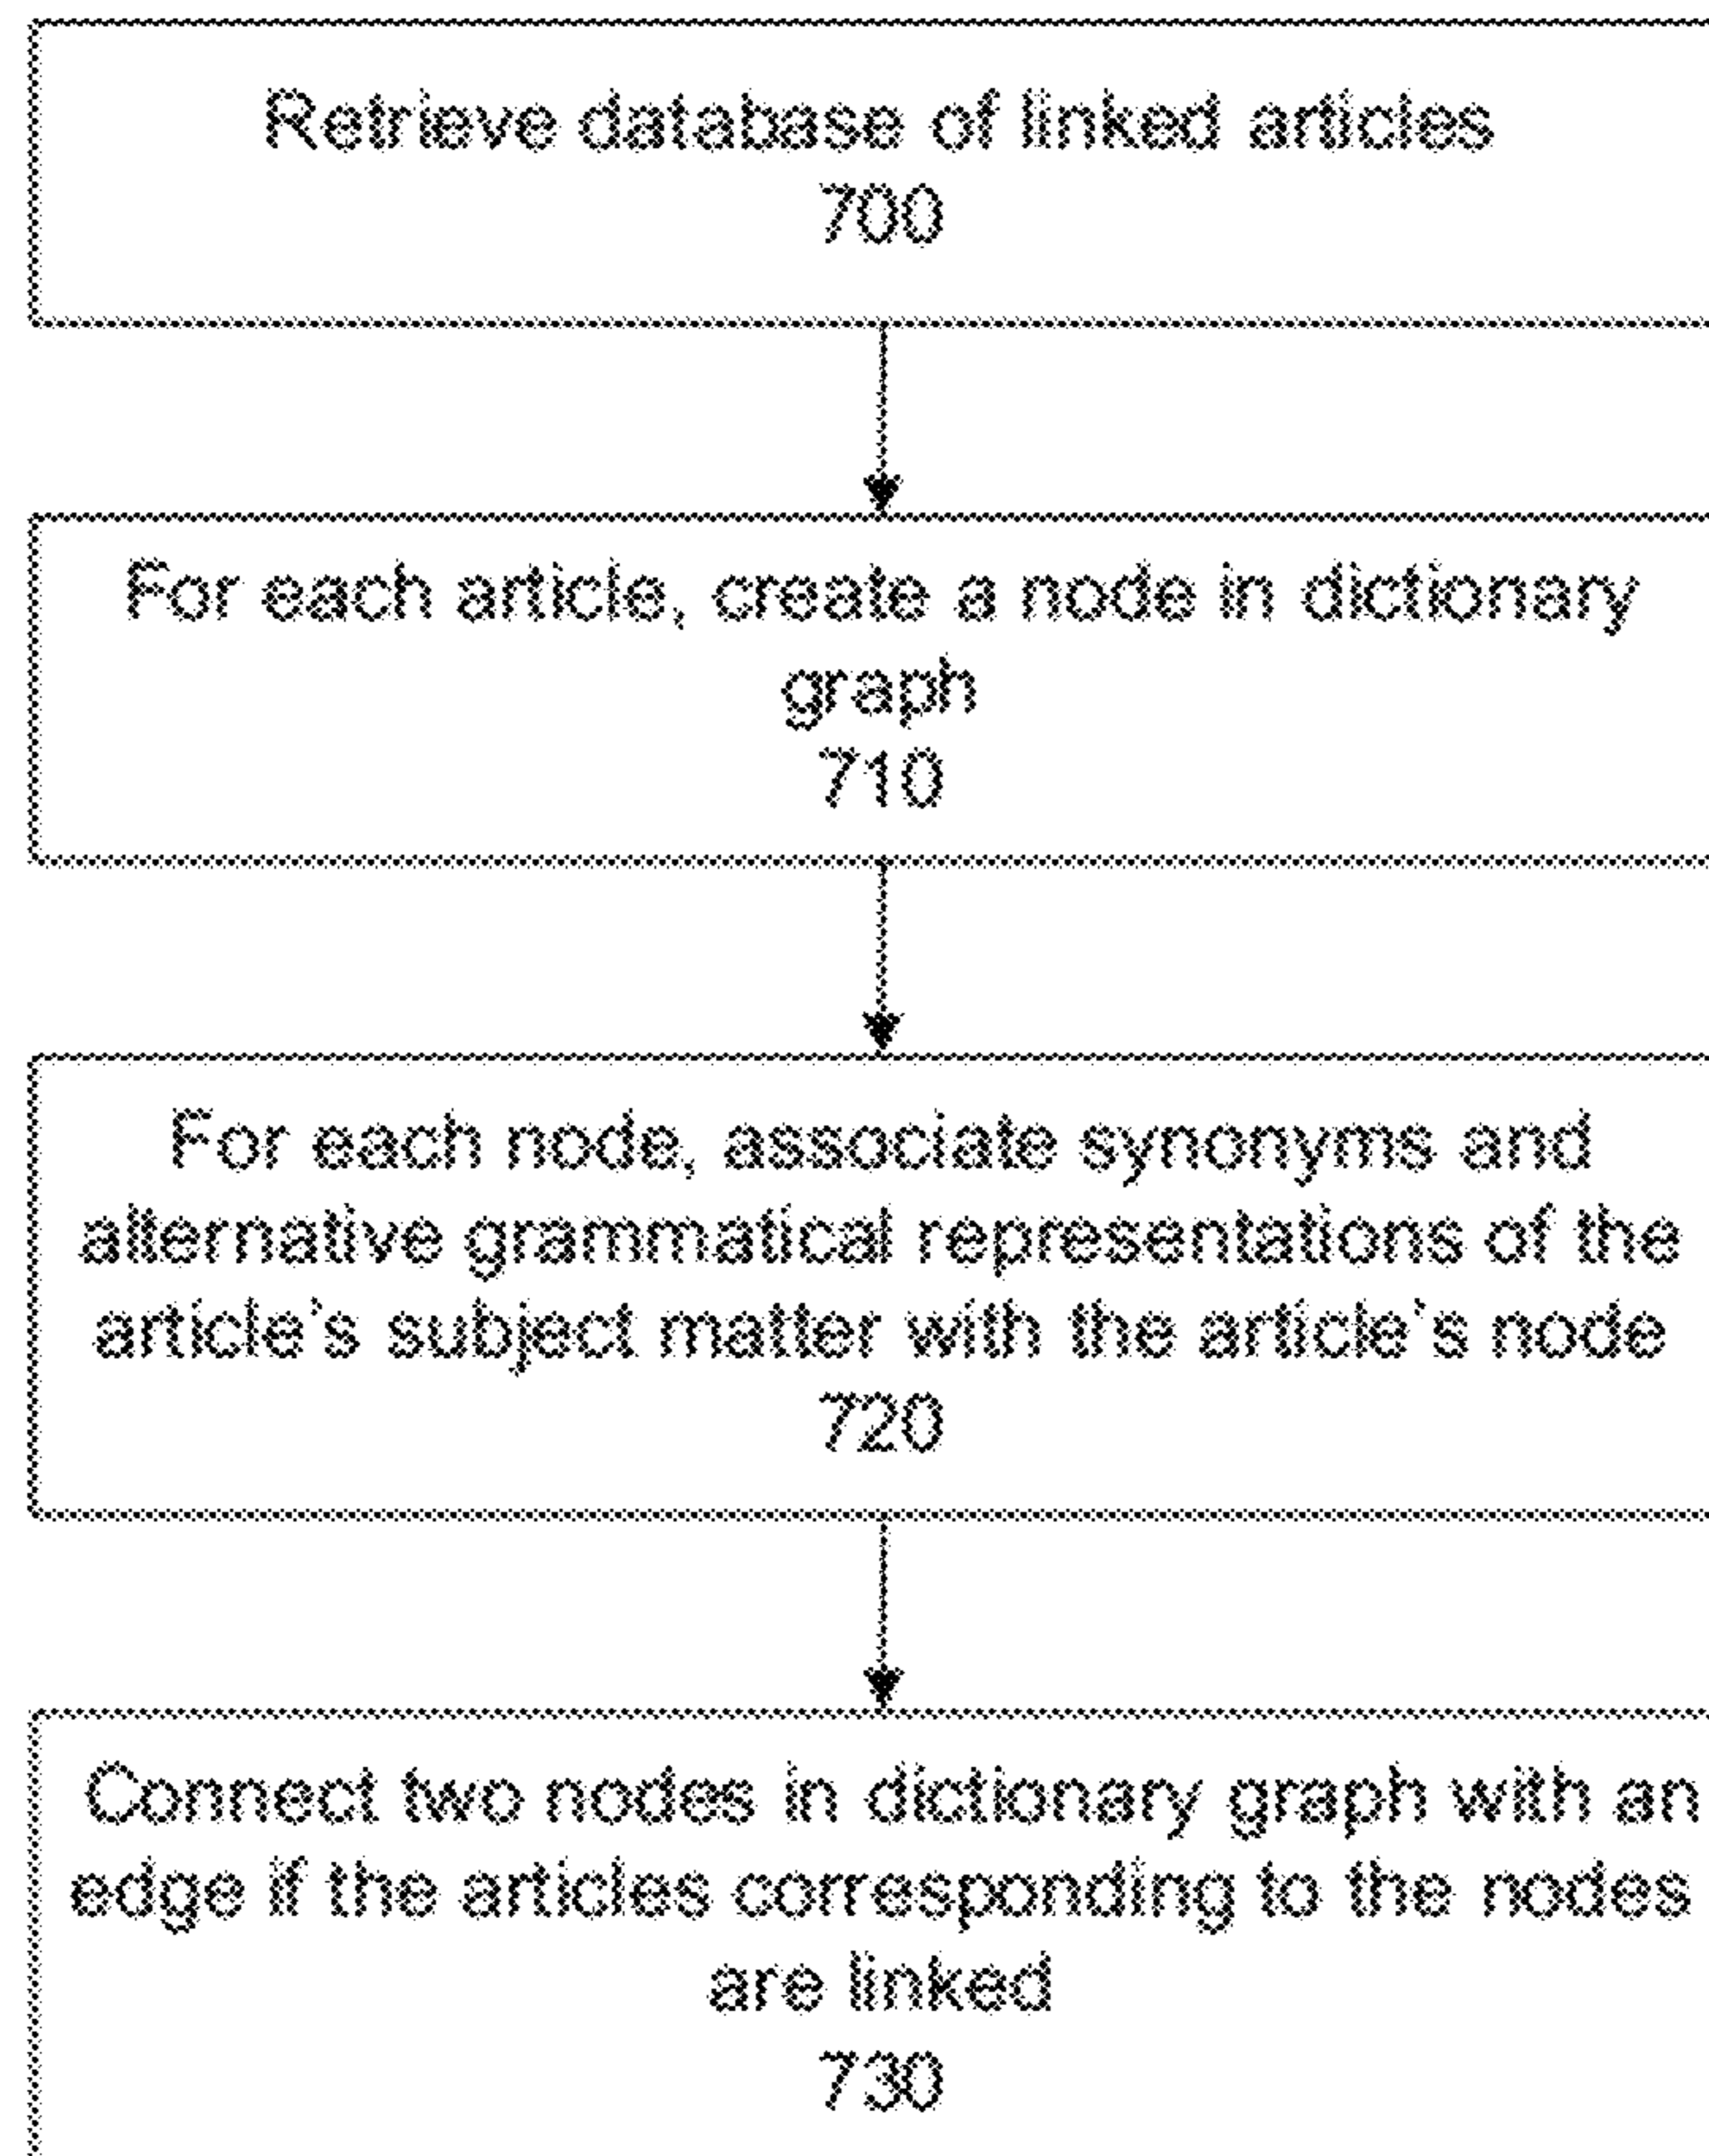 Retrieve database of linked articles
700
For each article, create a node in dictionary
graph
710
For each node, associate synonyms and
alternative grammatical representations of the
article's subject matter with the article's node
720
Connect two nodes in dictionary graph with an
edge if the articles corresponding to the nodes
are linked
730